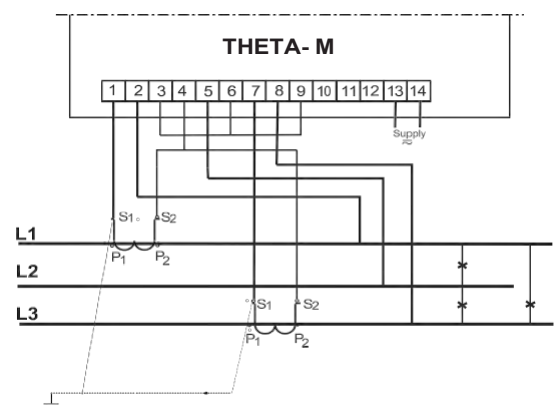 THETA- M
1 2 3 4 5 6 7 8 9 10 11 12 13 14
Supply
S1 S2
L1
P1 P2
L2
S1 S2
L3
P1 P2